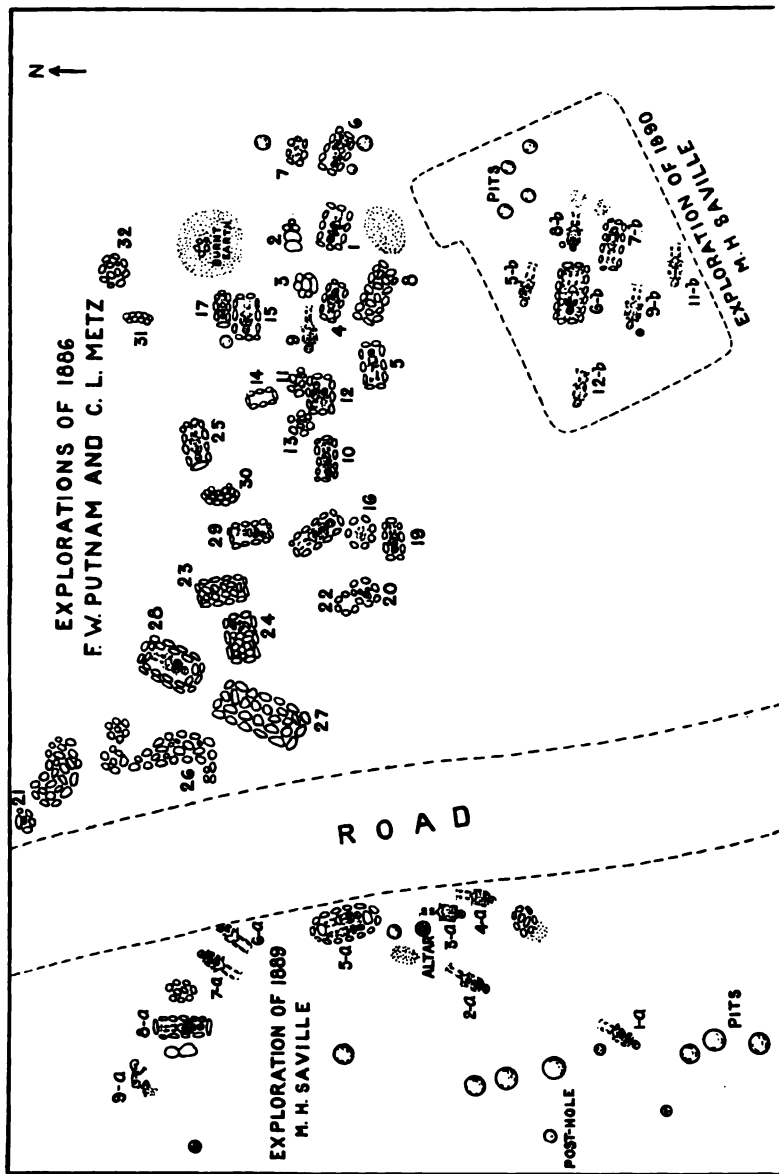 N
EXPLORATIONS OF 1886
F.W. PUTNAM AND C. L. METZ
32
31
BURNT
EARTH
7
6
2
1
3
17
15
4
8
9
14
11
12
13
5
25
10
30
29
16
19
23
22
20
24
28
27
21
26
PITS
5-b
8-b
6-b
7-b
9-b
11-b
12-b
EXPLORATION OF 1890
M. H SAVILLE
ROAD
6-a
7-a
8-a
9-a
EXPLORATION OF 1889
M. H. SAVILLE
5-a
ALTAR
3-a
4-a
2-a
1-a
PITS
POST-HOLE